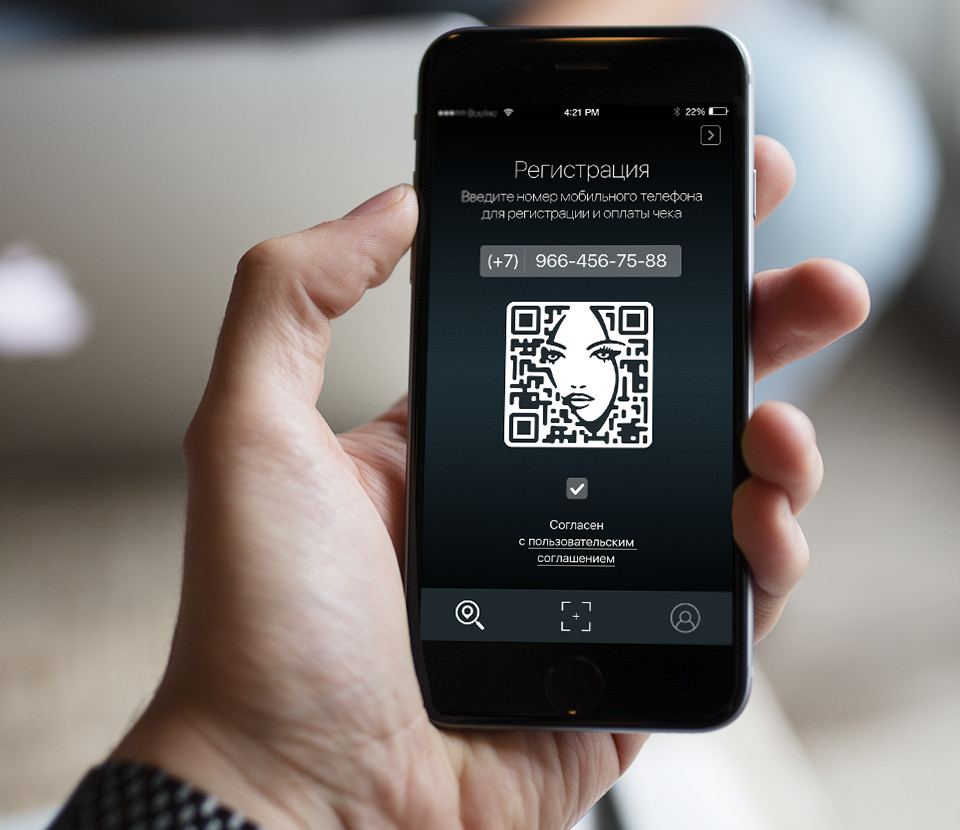 4:21 PM 22%
Регистрация
Введите номер мобильного телефона
для регистрации и оплаты чека
(+7) 966-456-75-88
Согласен
с пользовательским
соглашением